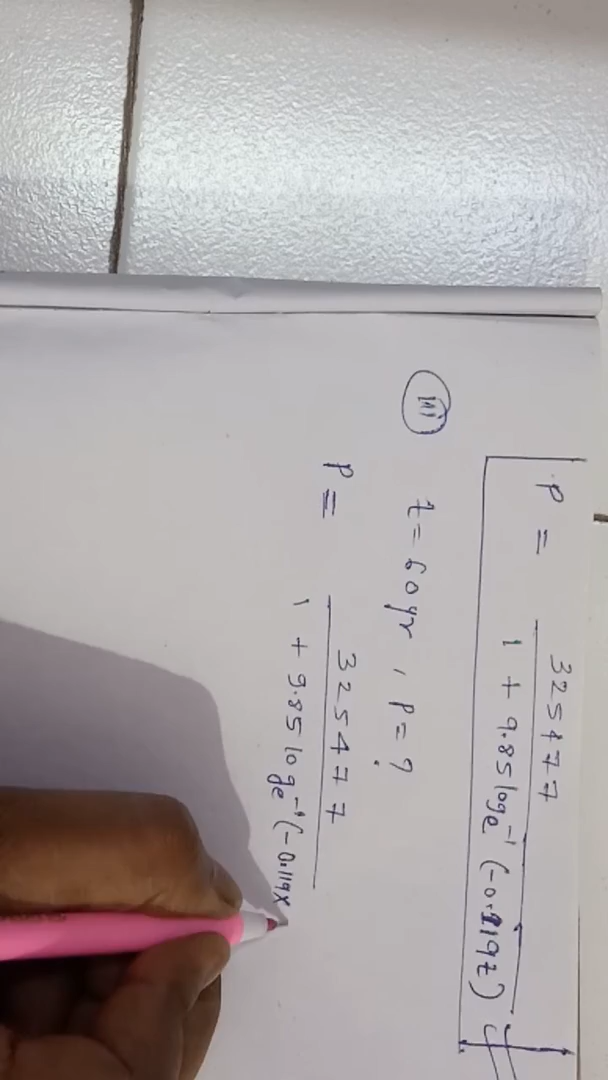 P = 325477
1 + 9.85 loge⁻¹ (-0.119t)
(iii) t = 60yr, P = ?
P = 325477
1 + 9.85 loge⁻¹ (-0.119x